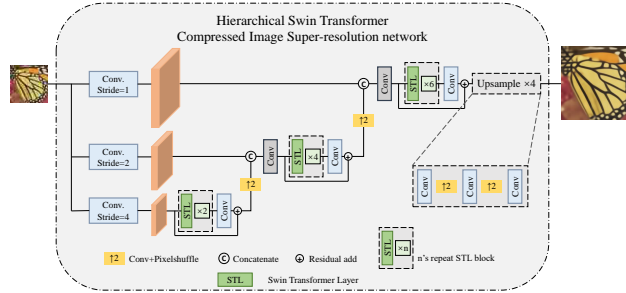 Hierarchical Swin Transformer
Compressed Image Super-resolution network
Conv.
Stride=1
C
Conv
STL
×6
Conv
Upsample ×4
↑2
Conv.
Stride=2
C
Conv
STL
×4
Conv
↑2
Conv
↑2
Conv
↑2
Conv
Conv.
Stride=4
STL
×2
Conv
↑2 Conv+Pixelshuffle
C Concatenate
Residual add
STL
×n
n's repeat STL block
STL Swin Transformer Layer